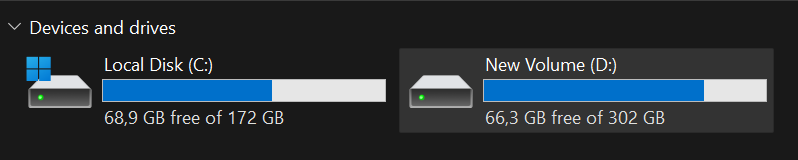 Devices and drives
Local Disk (C:)
68,9 GB free of 172 GB
New Volume (D:)
66,3 GB free of 302 GB